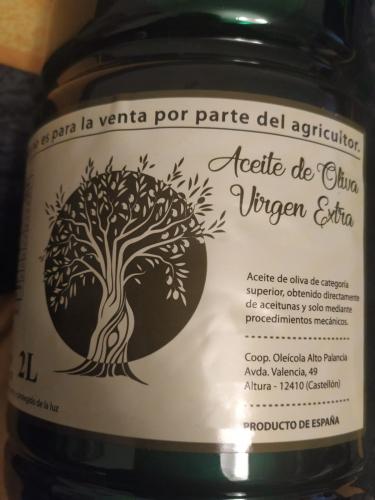 es para la venta por parte del agricultor.
Aceite de Oliva
Virgen Extra
Aceite de oliva de categoría
superior, obtenido directamente
de aceitunas y solo mediante
procedimientos mecánicos.
Coop. Oleícola Alto Palancia
Avda. Valencia, 49
Altura - 12410 (Castellón)
2L
protegido de la luz
PRODUCTO DE ESPAÑA